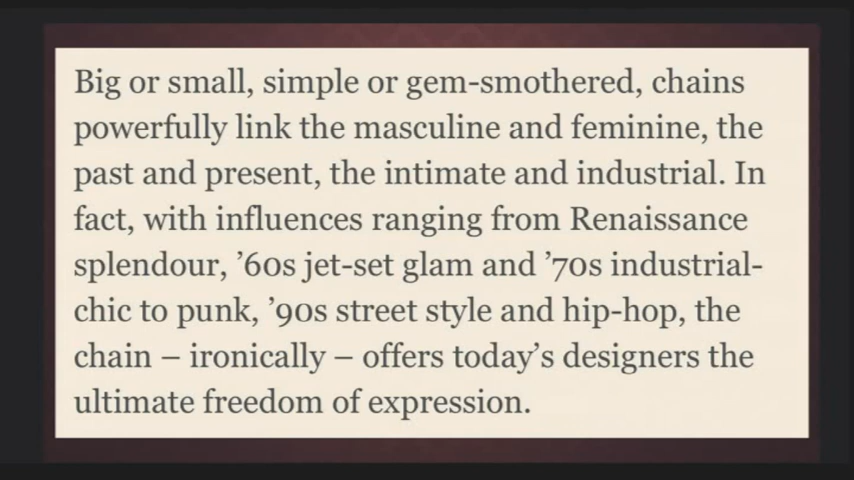 Big or small, simple or gem-smothered, chains
powerfully link the masculine and feminine, the
past and present, the intimate and industrial. In
fact, with influences ranging from Renaissance
splendour, ’60s jet-set glam and ’70s industrial-
chic to punk, ’90s street style and hip-hop, the
chain – ironically – offers today’s designers the
ultimate freedom of expression.